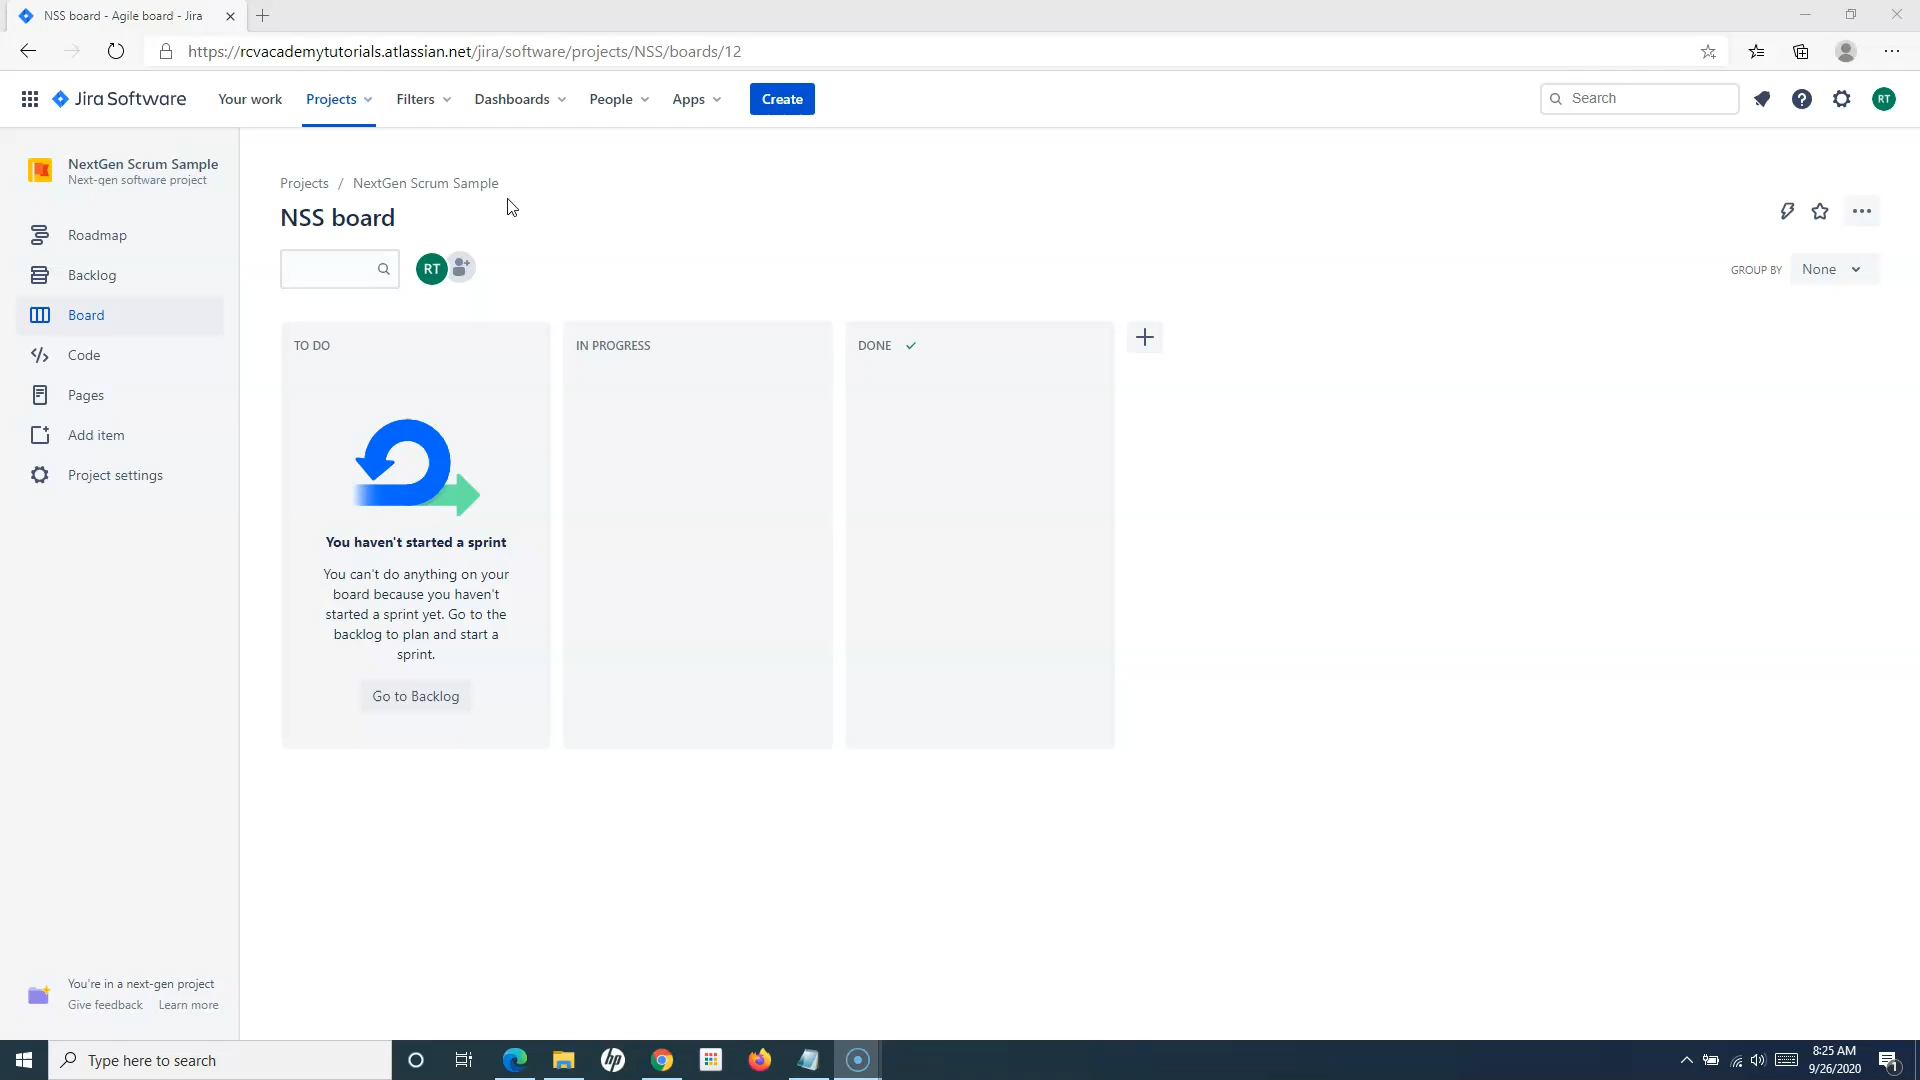 NSS board - Agile board - Jira
https://rcvacademytutorials.atlassian.net/jira/software/projects/NSS/boards/12
Jira Software
Your work
Projects
Filters
Dashboards
People
Apps
Create
Search
RT
NextGen Scrum Sample
Next-gen software project
Roadmap
Backlog
Board
Code
Pages
Add item
Project settings
Projects / NextGen Scrum Sample
NSS board
RT
GROUP BY
None
TO DO
IN PROGRESS
DONE
You haven't started a sprint
You can't do anything on your
board because you haven't
started a sprint yet. Go to the
backlog to plan and start a
sprint.
Go to Backlog
You're in a next-gen project
Give feedback
Learn more
Type here to search
hp
8:25 AM
9/26/2020
1